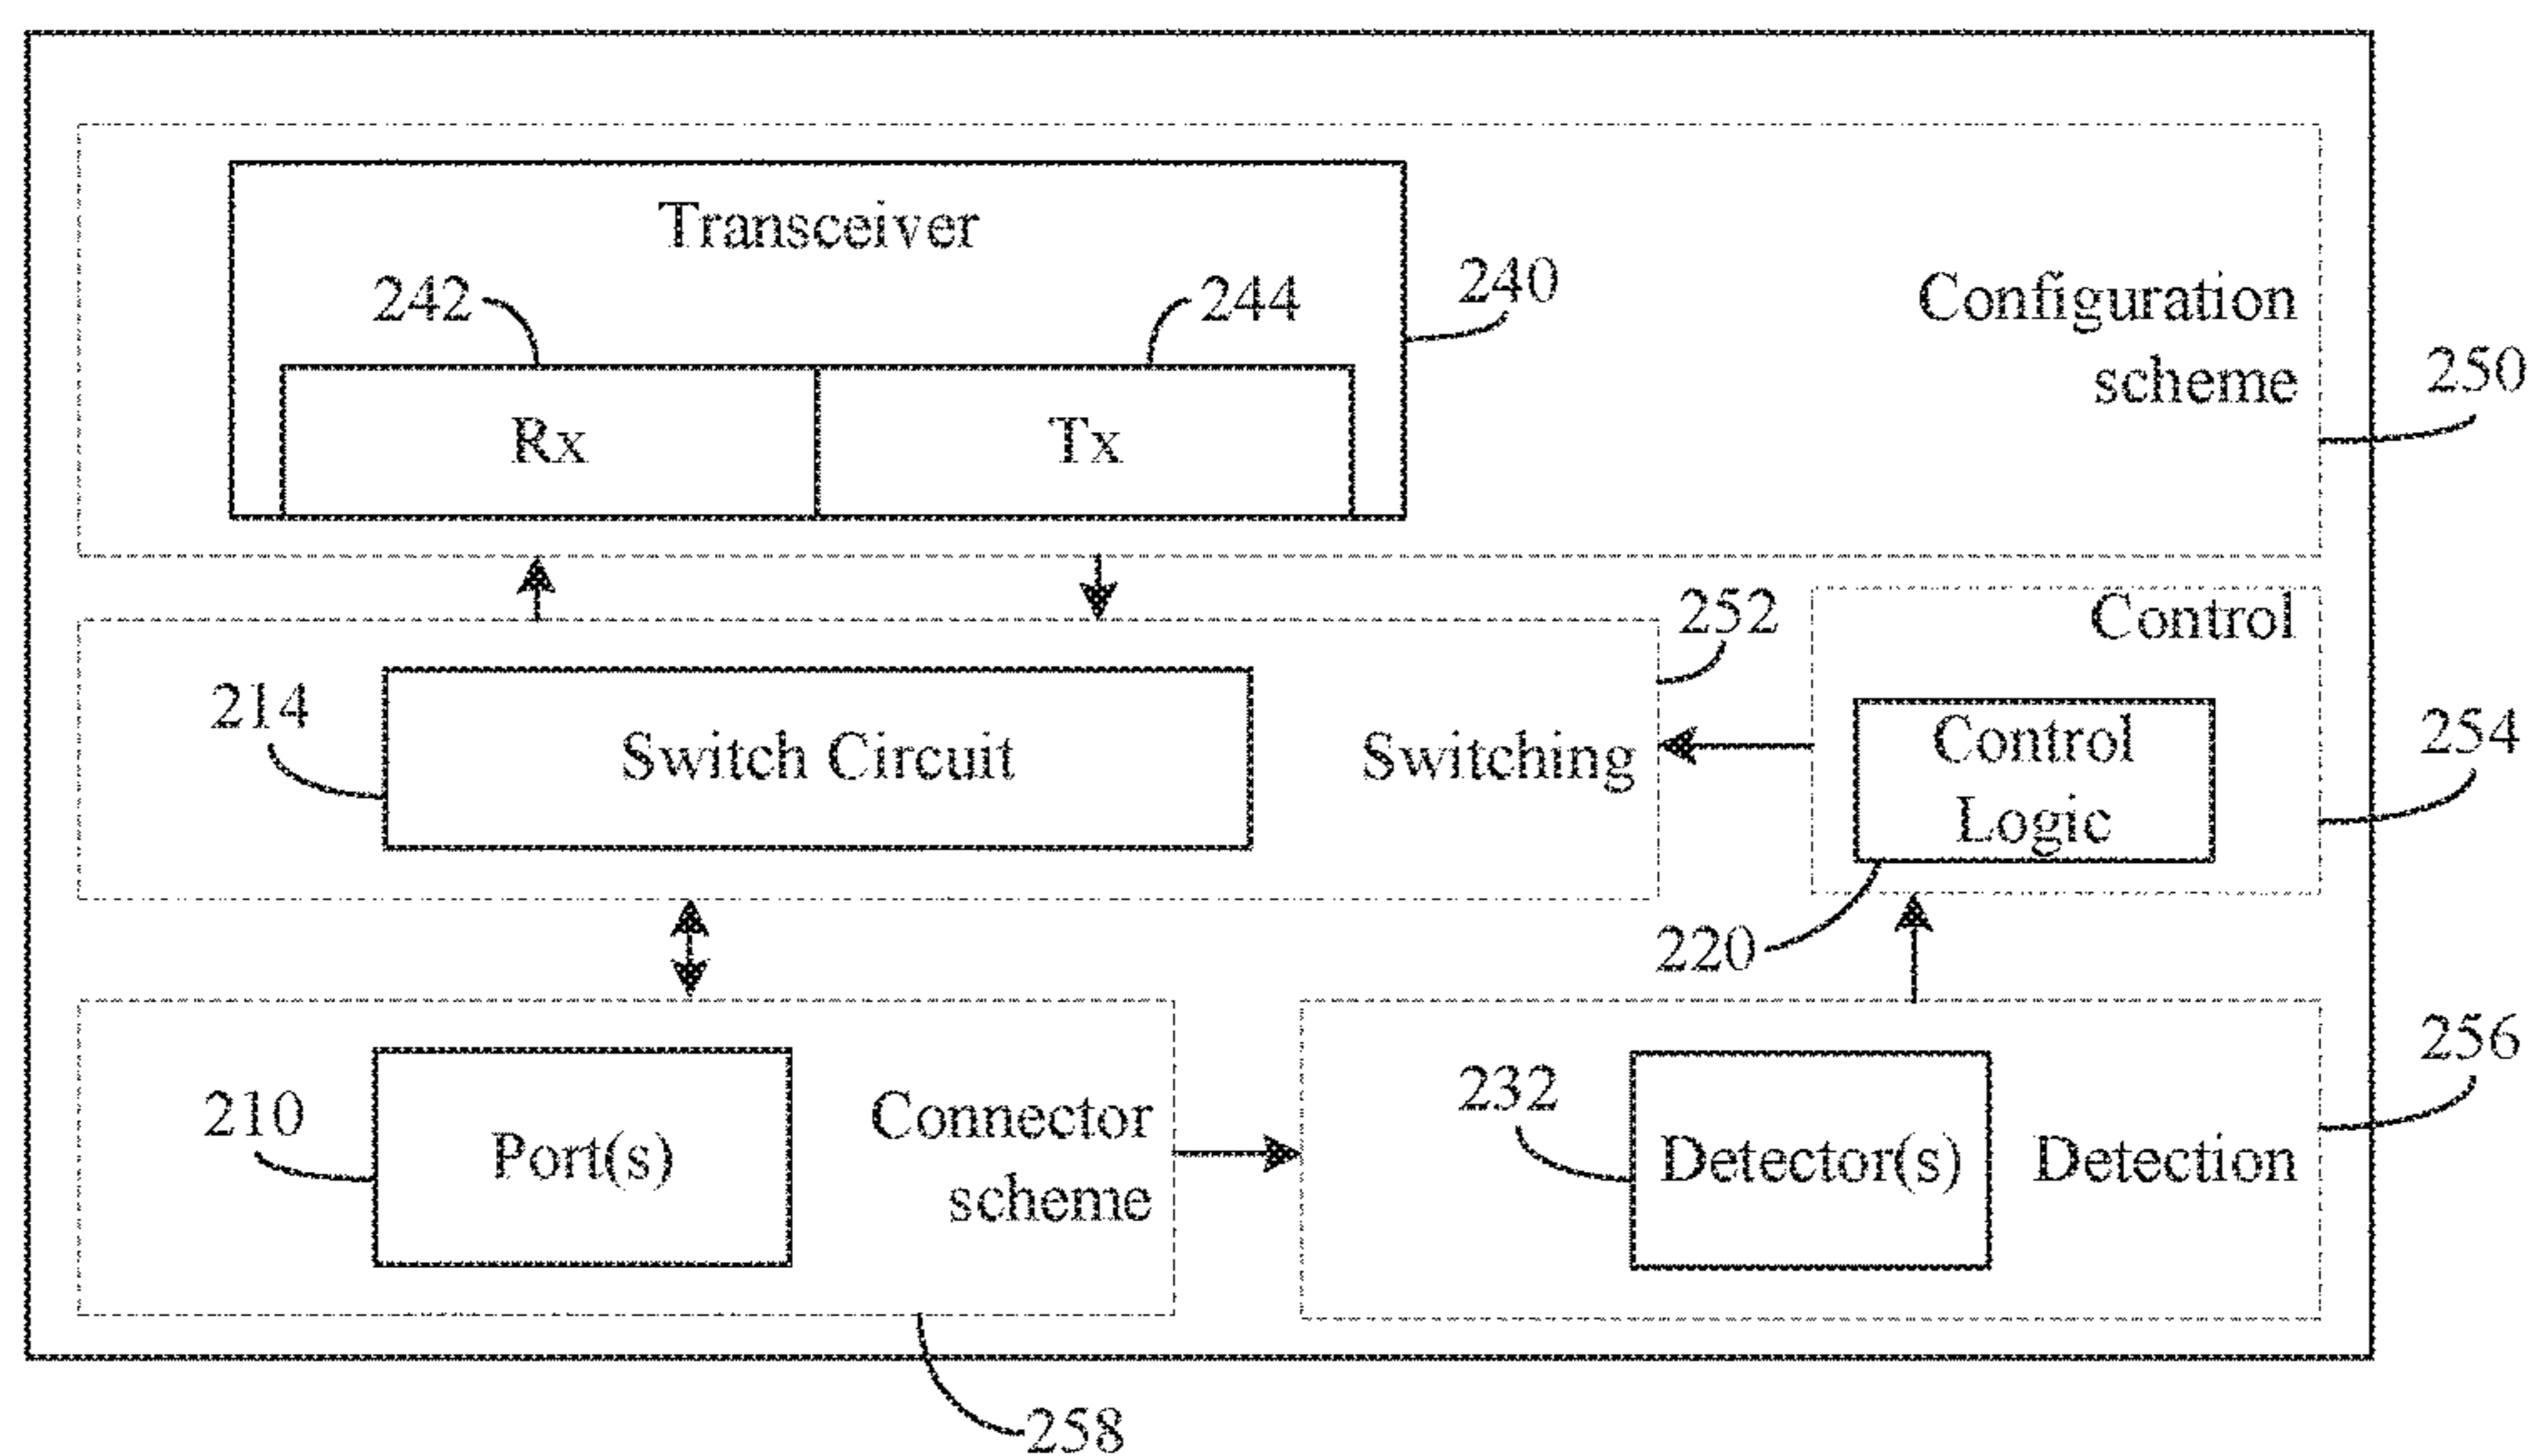 Transceiver
242
244
240
Configuration
scheme
250
Rx
Tx
252
Control
214
Switch Circuit
Switching
Control
Logic
254
220
256
210
Port(s)
Connector
scheme
232
Detector(s)
Detection
258